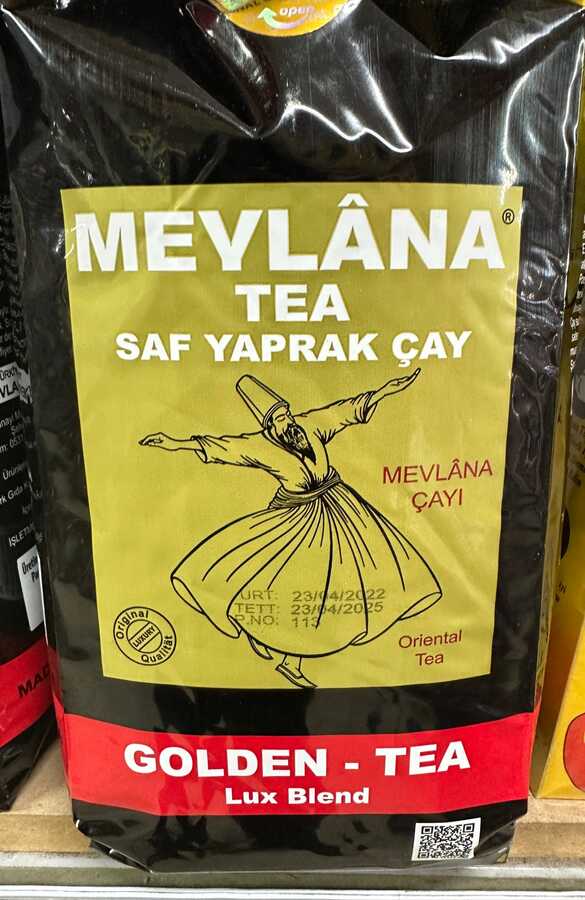 open
MEVLÂNA®
TEA
SAF YAPRAK ÇAY
MEVLÂNA
ÇAYI
URT: 23/04/2022
TETT: 23/04/2025
P.NO: 113
Original
LUXURY
Qualität
Oriental
Tea
GOLDEN - TEA
Lux Blend